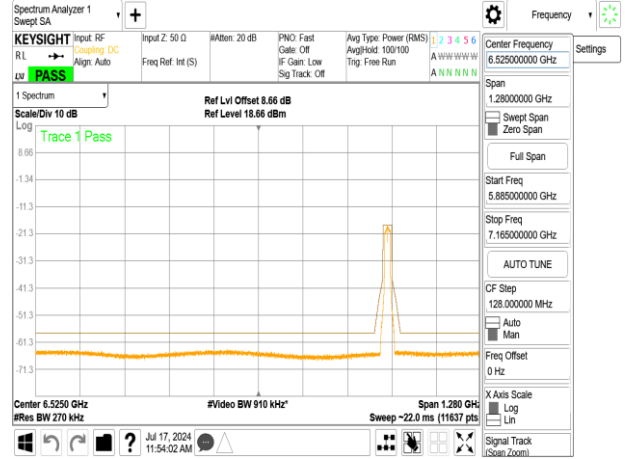 Spectrum Analyzer 1
Swept SA
Frequency
KEYSIGHT
Input: RF
Coupling: DC
Align: Auto
Input Z: 50 Ω
Freq Ref: Int (S)
#Atten: 20 dB
PNO: Fast
Gate: Off
IF Gain: Low
Sig Track: Off
Avg Type: Power (RMS)
Avg|Hold: 100/100
Trig: Free Run
1 2 3 4 5 6
A W W W W W
A N N N N N
RL
LW
PASS
Center Frequency
6.525000000 GHz
Settings
1 Spectrum
Scale/Div 10 dB
Ref Lvl Offset 8.66 dB
Ref Level 18.66 dBm
Span
1.28000000 GHz
Swept Span
Zero Span
Log
Trace 1 Pass
8.66
-1.34
-11.3
-21.3
-31.3
-41.3
-51.3
-61.3
-71.3
Full Span
Start Freq
5.885000000 GHz
Stop Freq
7.165000000 GHz
AUTO TUNE
CF Step
128.000000 MHz
Auto
Man
Freq Offset
0 Hz
X Axis Scale
Log
Lin
Signal Track
(Span Zoom)
Center 6.5250 GHz
#Video BW 910 kHz*
Span 1.280 GHz
#Res BW 270 kHz
Sweep ~22.0 ms (11637 pts)
?
Jul 17, 2024
11:54:02 AM